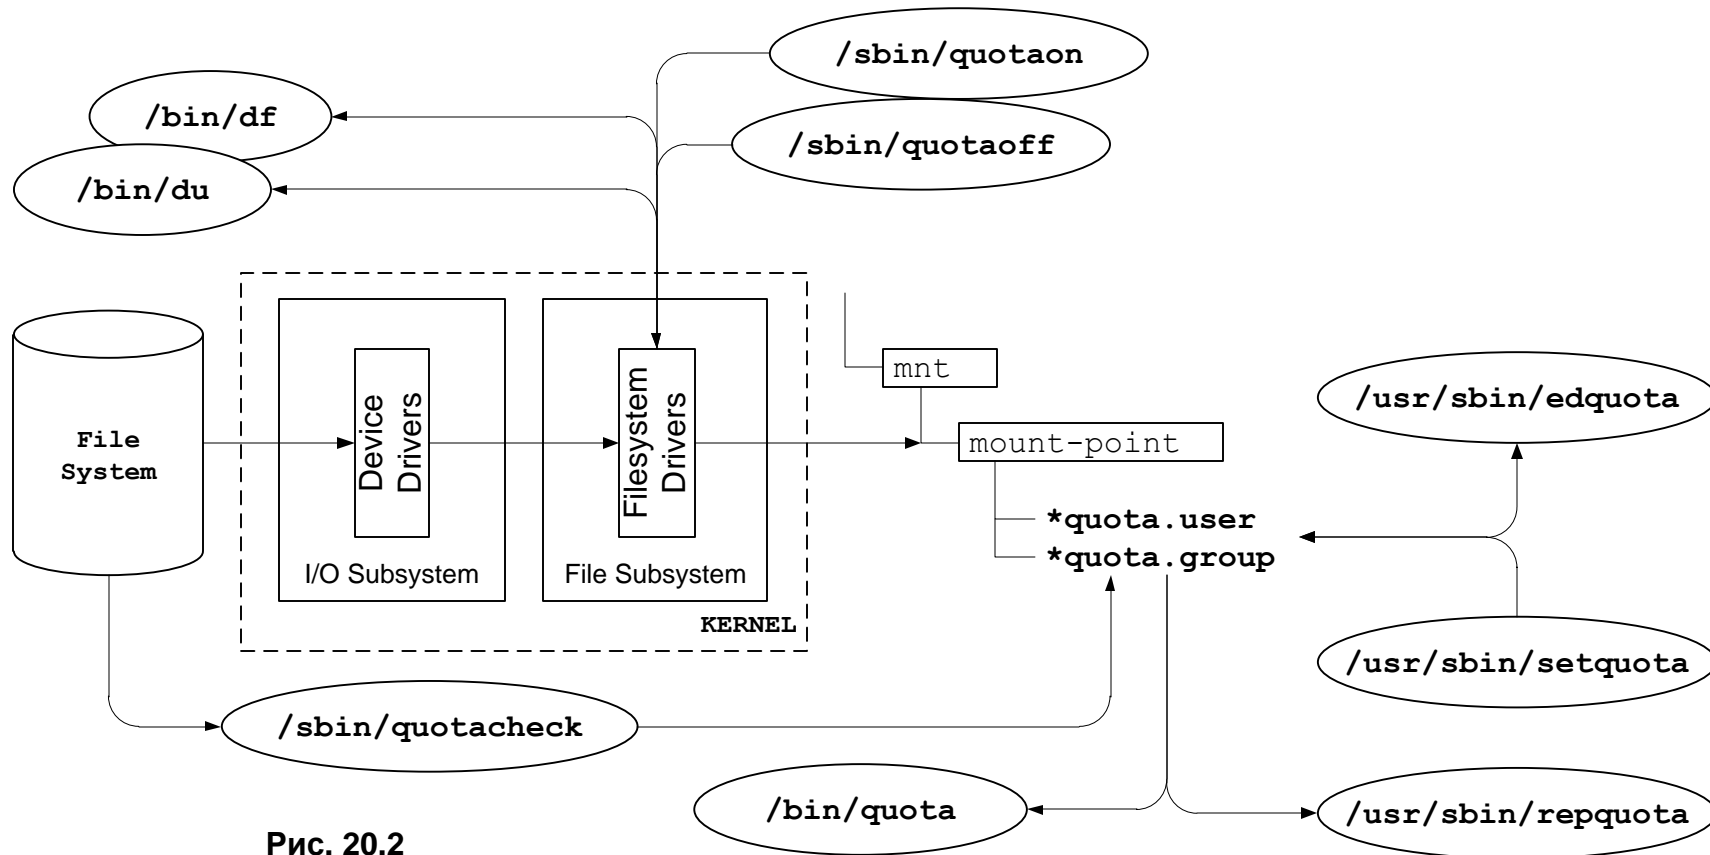 /sbin/quotaon
/bin/df
/sbin/quotaoff
/bin/du
File
System
Device
Drivers
I/O Subsystem
Filesystem
Drivers
File Subsystem
KERNEL
mnt
mount-point
*quota.user
*quota.group
/usr/sbin/edquota
/usr/sbin/setquota
/sbin/quotacheck
/bin/quota
/usr/sbin/repquota
Рис. 20.2